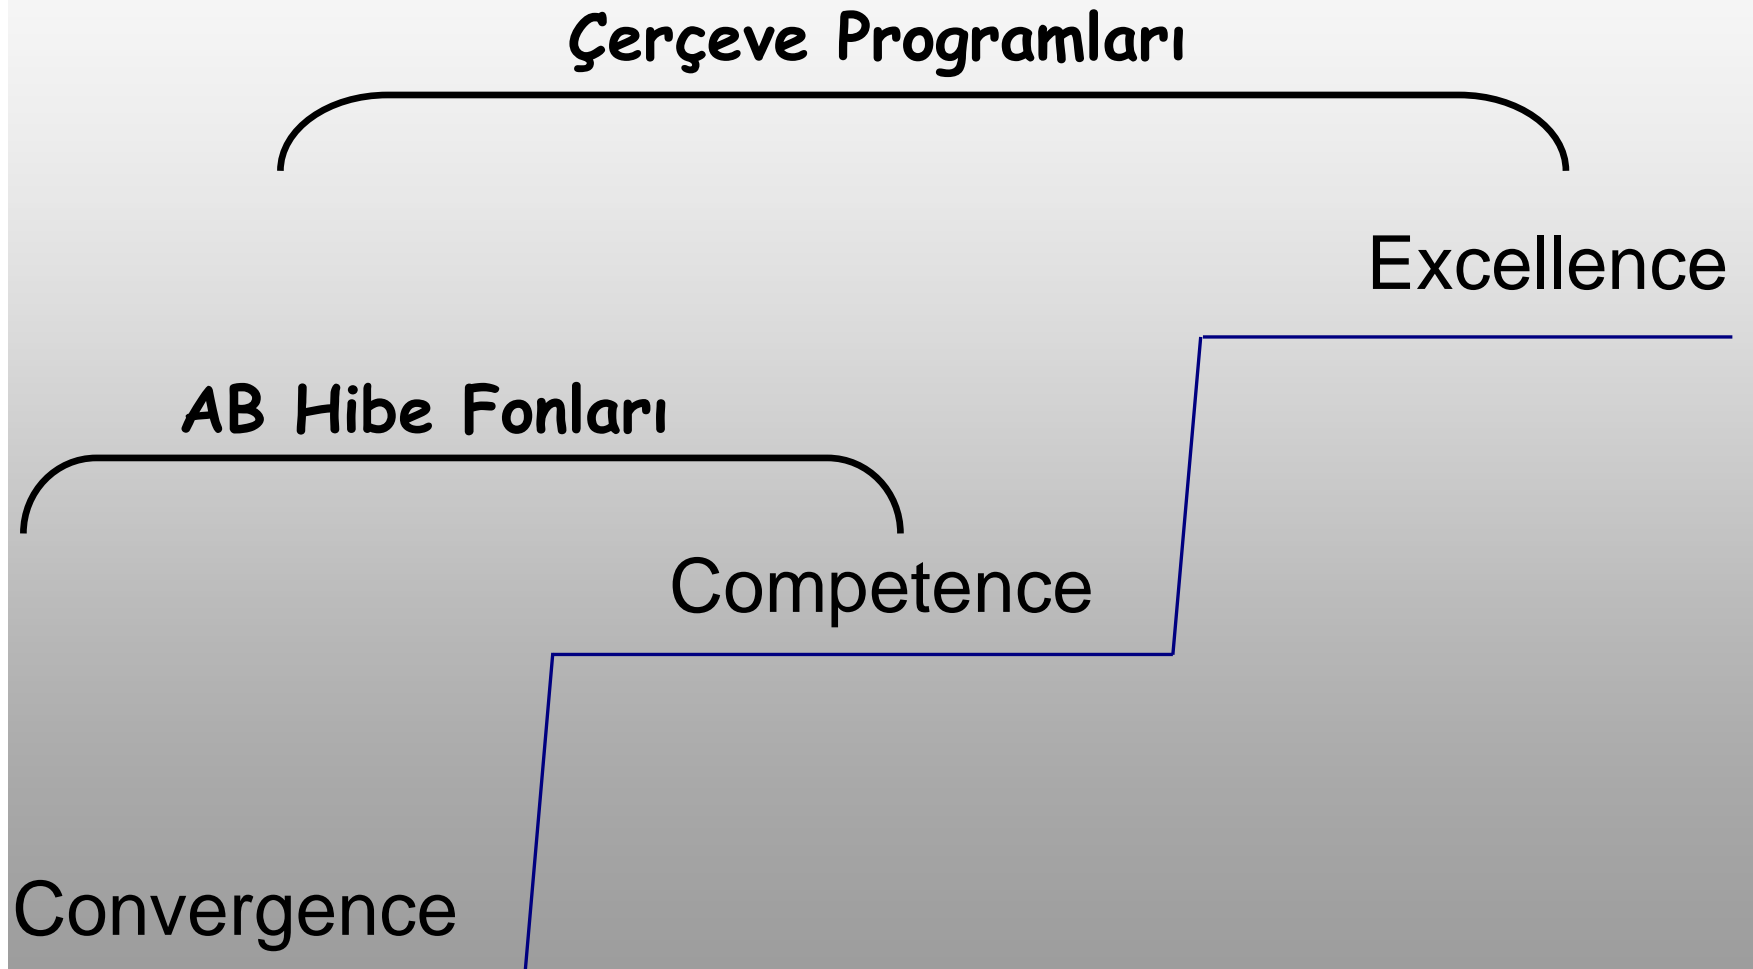 Çerçeve Programları
Excellence
AB Hibe Fonları
Competence
Convergence